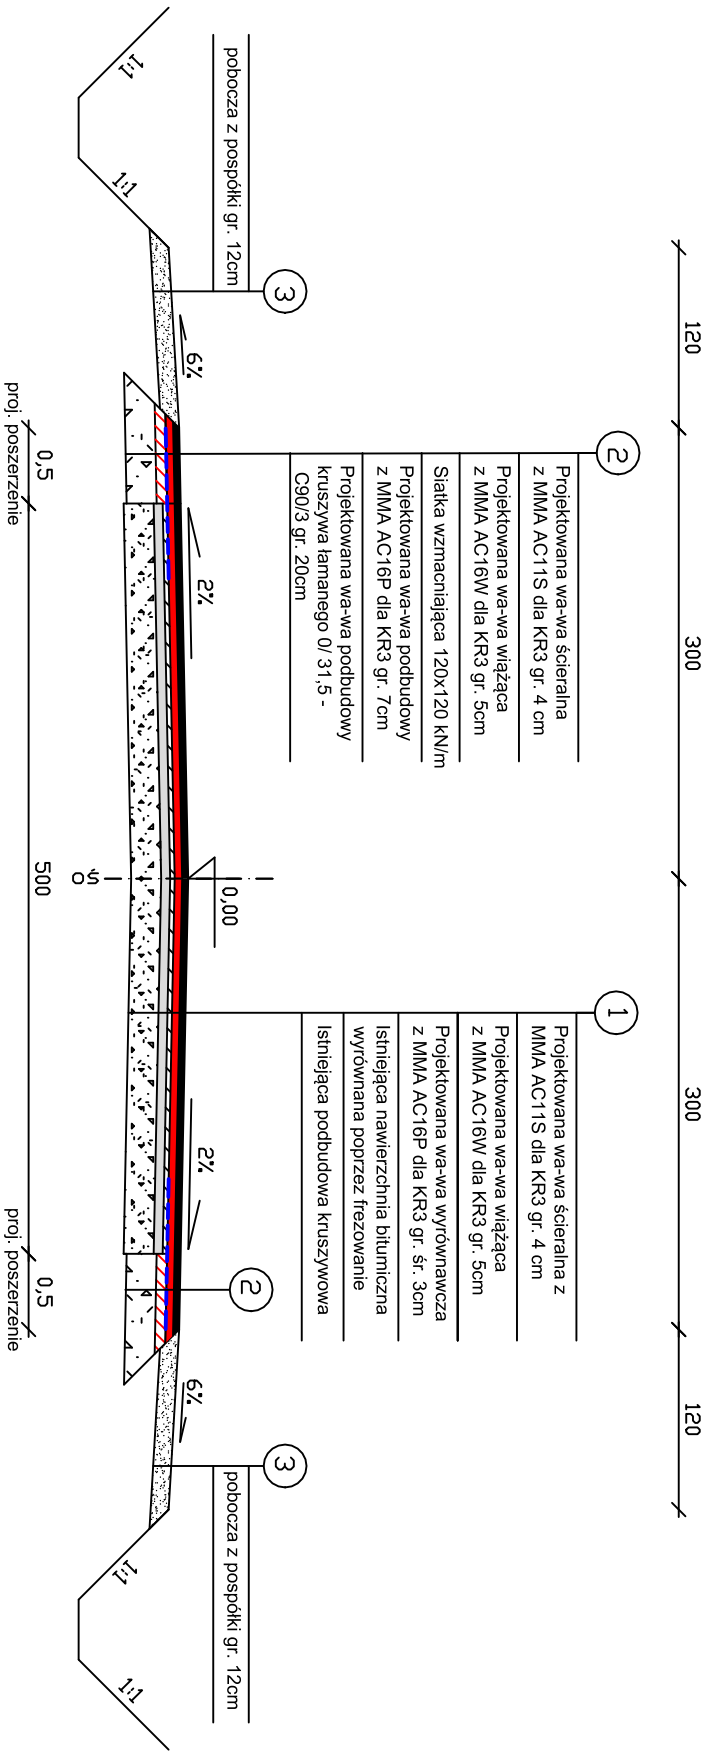 120
300
300
120
2
Projektowana wa-wa ścieralna
z MMA AC11S dla KR3 gr. 4 cm
Projektowana wa-wa wiążąca
z MMA AC16W dla KR3 gr. 5cm
Siatka wzmacniająca 120x120 kN/m
Projektowana wa-wa podbudowy
z MMA AC16P dla KR3 gr. 7cm
Projektowana wa-wa podbudowy
kruszywa łamanego 0/ 31,5 -
C90/3 gr. 20cm
1
Projektowana wa-wa ścieralna z
MMA AC11S dla KR3 gr. 4 cm
Projektowana wa-wa wiążąca
z MMA AC16W dla KR3 gr. 5cm
Projektowana wa-wa wyrównawcza
z MMA AC16P dla KR3 gr. śr. 3cm
Istniejąca nawierzchnia bitumiczna
wyrównana poprzez frezowanie
Istniejąca podbudowa kruszywowa
3
pobocza z pospółki gr. 12cm
2
3
pobocza z pospółki gr. 12cm
0,00
6%
2%
2%
6%
1:1
1:1
1:1
1:1
OŚ
0,5
500
0,5
proj. poszerzenie
proj. poszerzenie